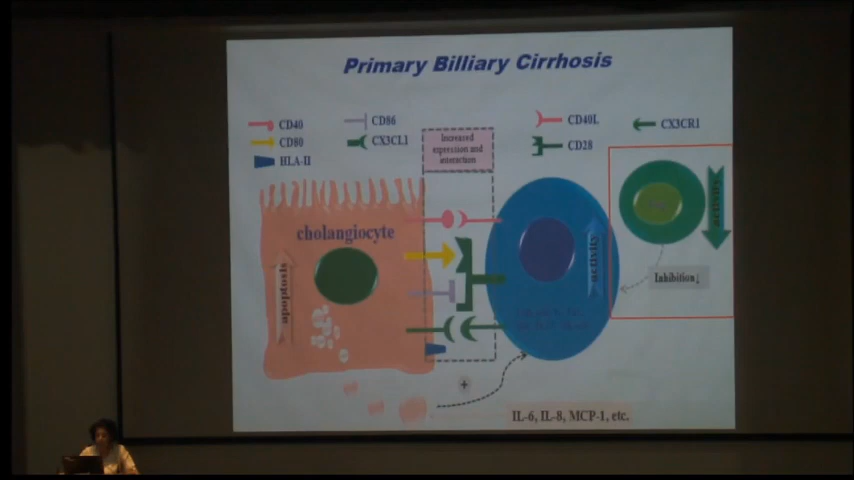 Primary Billiary Cirrhosis
CD40
CD80
HLA-II
CD86
CX3CL1
Increased
expression and
interaction
CD40L
CD28
CX3CR1
cholangiocyte
apoptosis
activity
activity
Inhibition↓
+
IL-6, IL-8, MCP-1, etc.